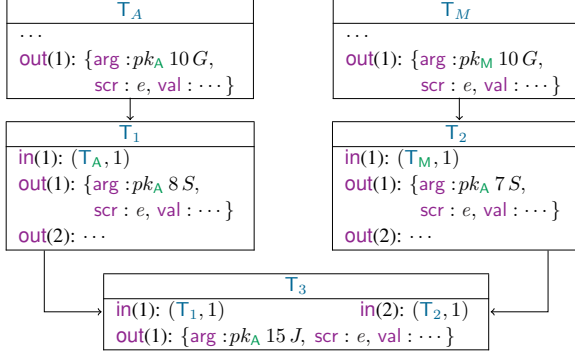 T_A
...
out(1): {arg : pk_A 10 G,
scr : e, val : ⋯}
T_M
...
out(1): {arg : pk_M 10 G,
scr : e, val : ⋯}
T_1
in(1): (T_A, 1)
out(1): {arg : pk_A 8 S,
scr : e, val : ⋯}
out(2): ⋯
T_2
in(1): (T_M, 1)
out(1): {arg : pk_A 7 S,
scr : e, val : ⋯}
out(2): ⋯
T_3
in(1): (T_1, 1) in(2): (T_2, 1)
out(1): {arg : pk_A 15 J, scr : e, val : ⋯}